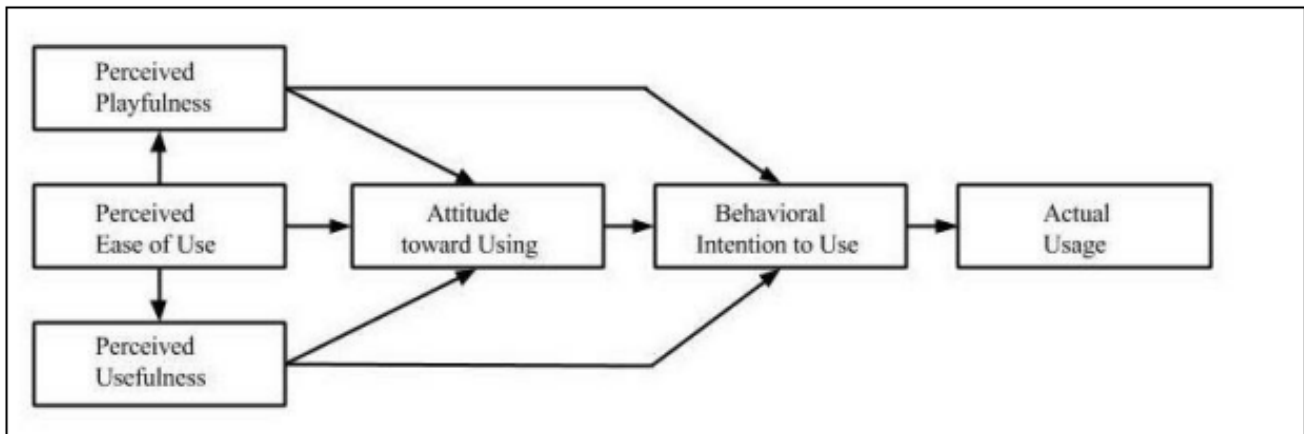 Perceived
Playfulness
Perceived
Ease of Use
Attitude
toward Using
Behavioral
Intention to Use
Actual
Usage
Perceived
Usefulness